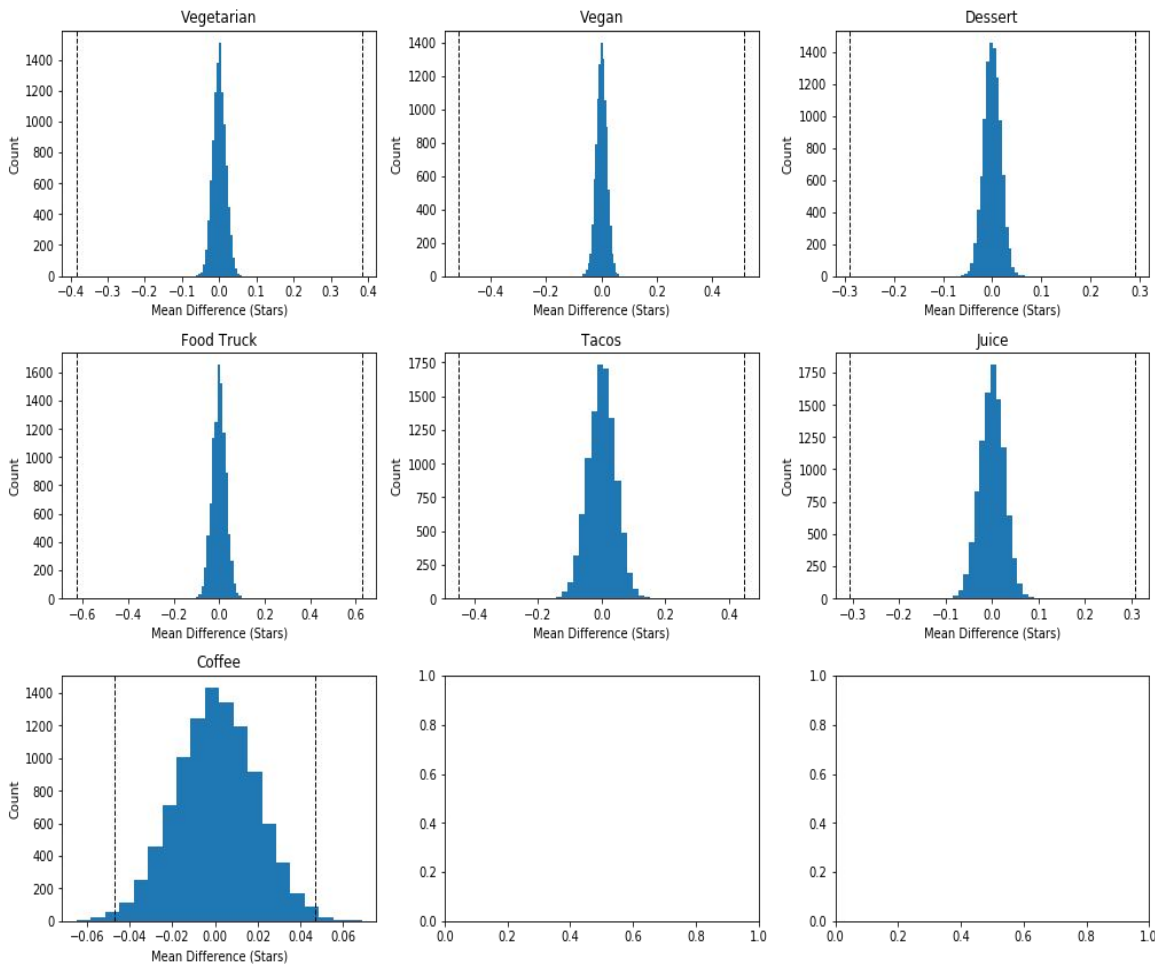 Vegetarian
1400
1200
1000
800
600
400
200
0
Count
−0.4 −0.3 −0.2 −0.1 0.0 0.1 0.2 0.3 0.4
Mean Difference (Stars)
Vegan
1400
1200
1000
800
600
400
200
0
Count
−0.4 −0.2 0.0 0.2 0.4
Mean Difference (Stars)
Dessert
1400
1200
1000
800
600
400
200
0
Count
−0.3 −0.2 −0.1 0.0 0.1 0.2 0.3
Mean Difference (Stars)
Food Truck
1600
1400
1200
1000
800
600
400
200
0
Count
−0.6 −0.4 −0.2 0.0 0.2 0.4 0.6
Mean Difference (Stars)
Tacos
1750
1500
1250
1000
750
500
250
0
Count
−0.4 −0.2 0.0 0.2 0.4
Mean Difference (Stars)
Juice
1750
1500
1250
1000
750
500
250
0
Count
−0.3 −0.2 −0.1 0.0 0.1 0.2 0.3
Mean Difference (Stars)
Coffee
1400
1200
1000
800
600
400
200
0
Count
−0.06 −0.04 −0.02 0.00 0.02 0.04 0.06
Mean Difference (Stars)
1.0
0.8
0.6
0.4
0.2
0.0
0.0 0.2 0.4 0.6 0.8 1.0
1.0
0.8
0.6
0.4
0.2
0.0
0.0 0.2 0.4 0.6 0.8 1.0